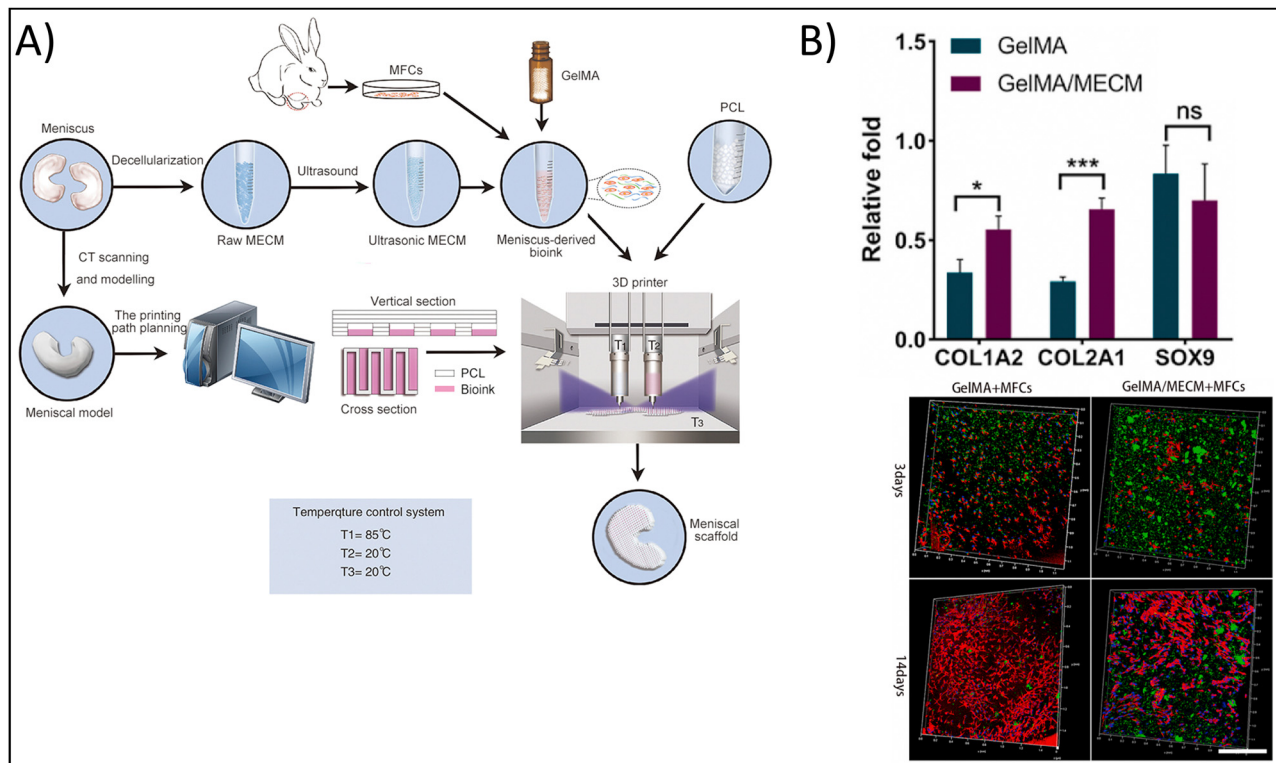 A)
MFCs
GelMA
PCL
Meniscus
Decellularization
Ultrasound
Raw MECM
Ultrasonic MECM
Meniscus-derived
bioink
CT scanning
and modelling
The printing
path planning
Meniscal model
Vertical section
PCL
Bioink
Cross section
3D printer
T1
T2
T3
Temperqture control system
T1= 85℃
T2= 20℃
T3= 20℃
Meniscal
scaffold
B)
GelMA
GelMA/MECM
Relative fold
1.5
1.0
0.5
0.0
*
***
ns
COL1A2 COL2A1 SOX9
GelMA+MFCs
GelMA/MECM+MFCs
3days
14days